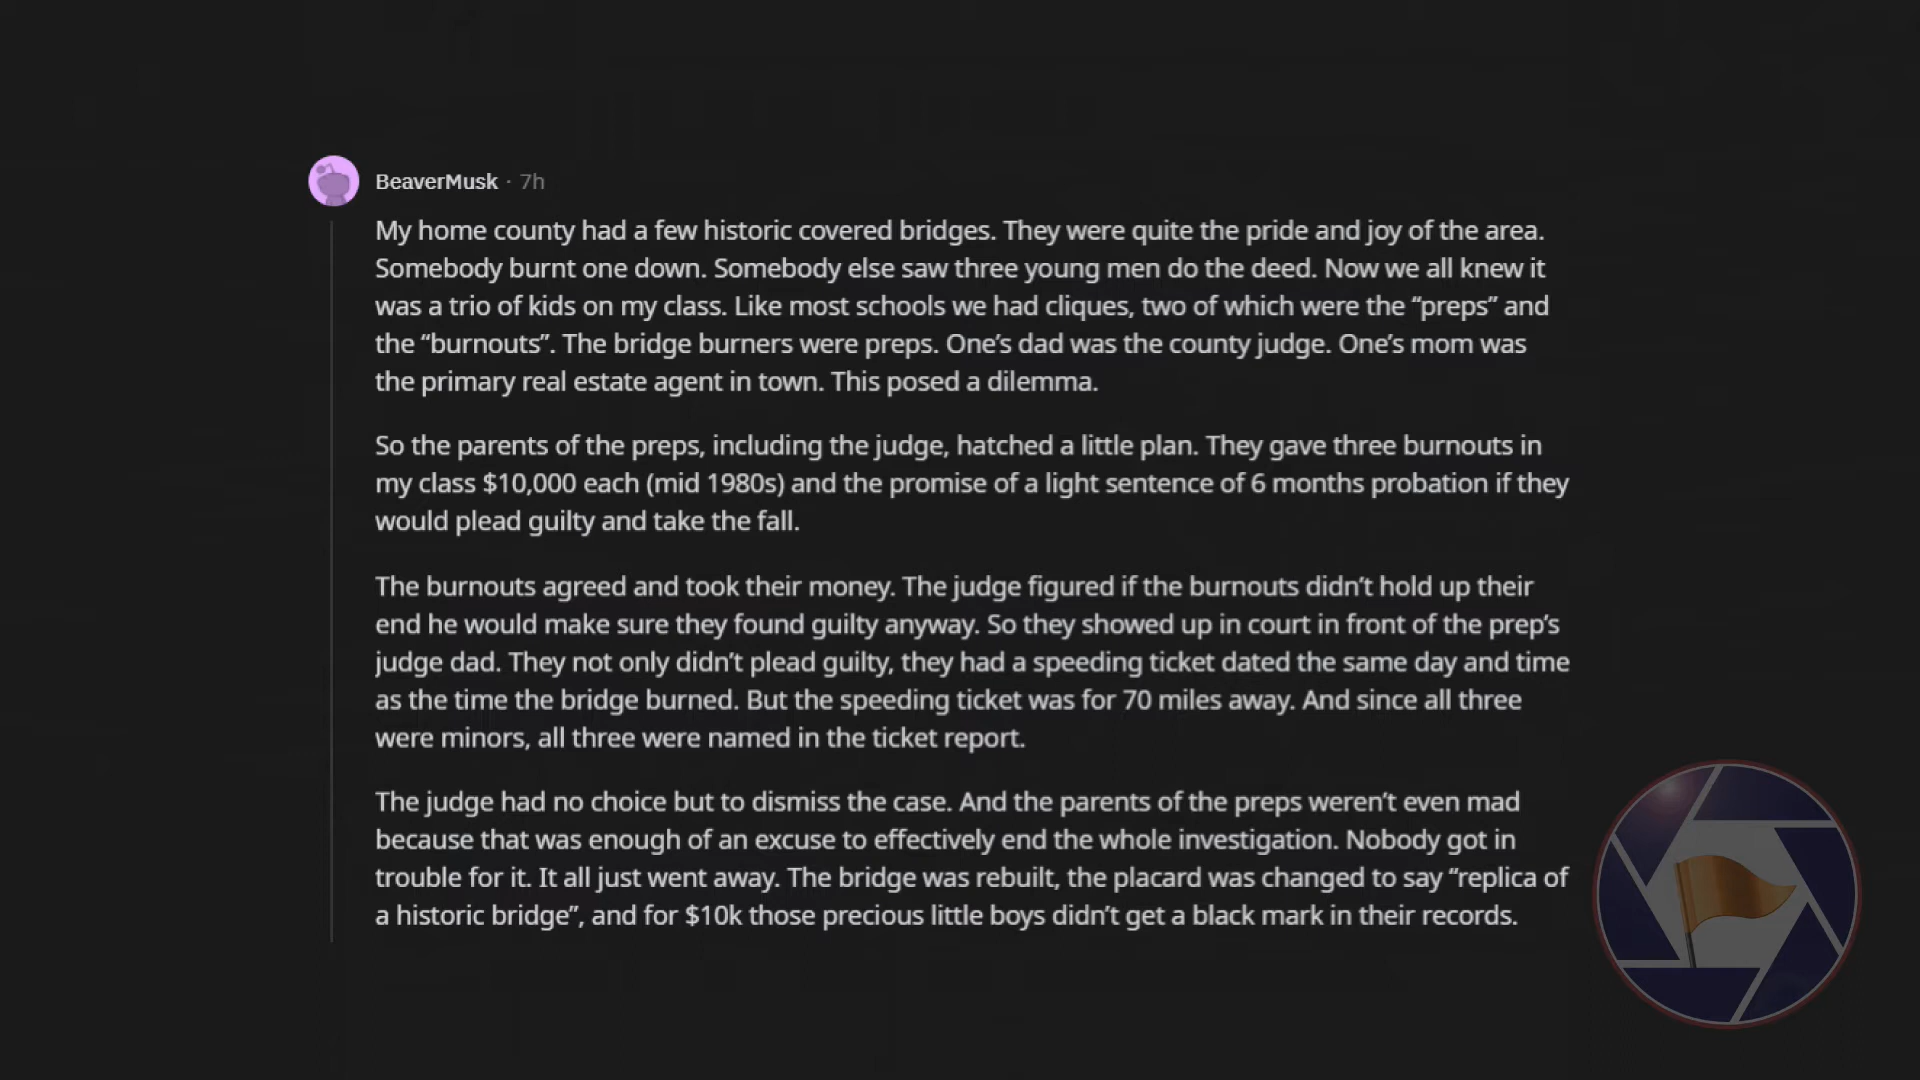 BeaverMusk · 7h
My home county had a few historic covered bridges. They were quite the pride and joy of the area.
Somebody burnt one down. Somebody else saw three young men do the deed. Now we all knew it
was a trio of kids on my class. Like most schools we had cliques, two of which were the “preps” and
the “burnouts”. The bridge burners were preps. One’s dad was the county judge. One’s mom was
the primary real estate agent in town. This posed a dilemma.
So the parents of the preps, including the judge, hatched a little plan. They gave three burnouts in
my class $10,000 each (mid 1980s) and the promise of a light sentence of 6 months probation if they
would plead guilty and take the fall.
The burnouts agreed and took their money. The judge figured if the burnouts didn’t hold up their
end he would make sure they found guilty anyway. So they showed up in court in front of the prep’s
judge dad. They not only didn’t plead guilty, they had a speeding ticket dated the same day and time
as the time the bridge burned. But the speeding ticket was for 70 miles away. And since all three
were minors, all three were named in the ticket report.
The judge had no choice but to dismiss the case. And the parents of the preps weren’t even mad
because that was enough of an excuse to effectively end the whole investigation. Nobody got in
trouble for it. It all just went away. The bridge was rebuilt, the placard was changed to say “replica of
a historic bridge”, and for $10k those precious little boys didn’t get a black mark in their records.